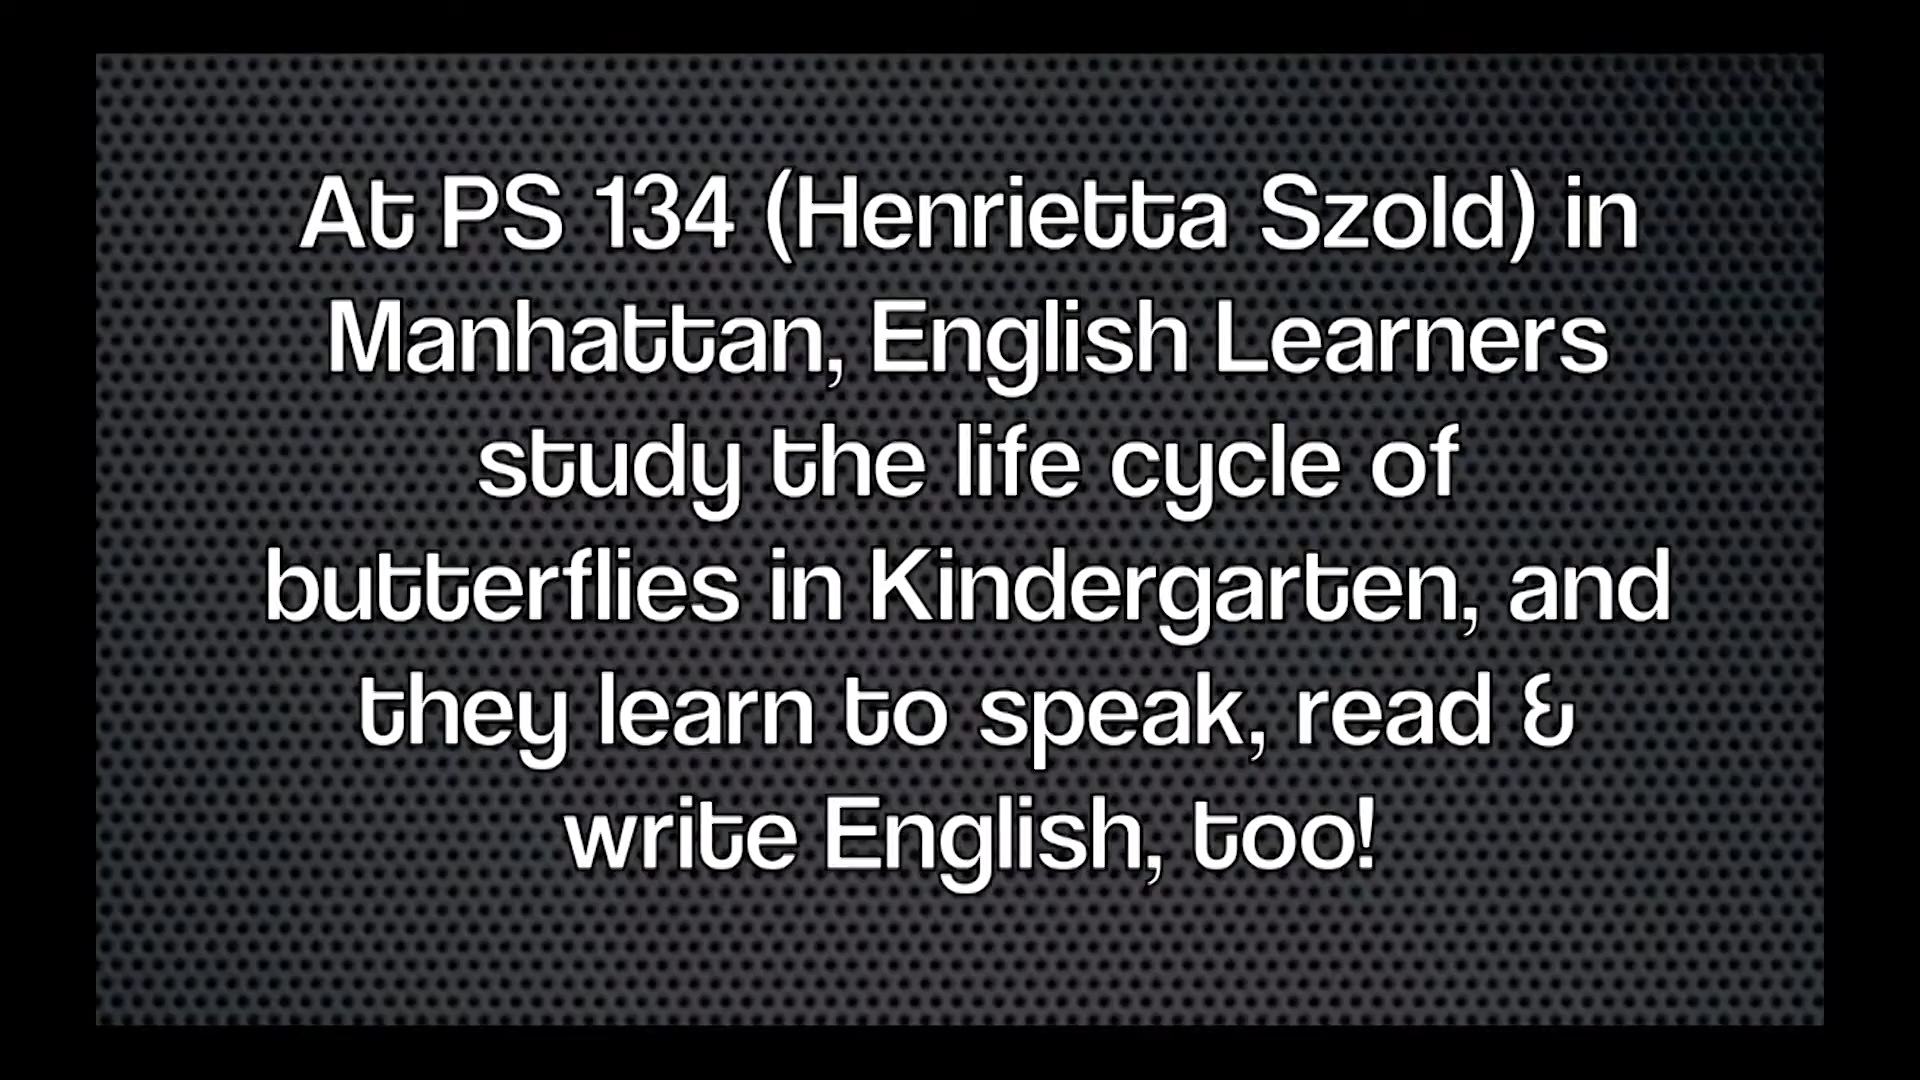 At PS 134 (Henrietta Szold) in
Manhattan, English Learners
study the life cycle of
butterflies in Kindergarten, and
they learn to speak, read &
write English, too!